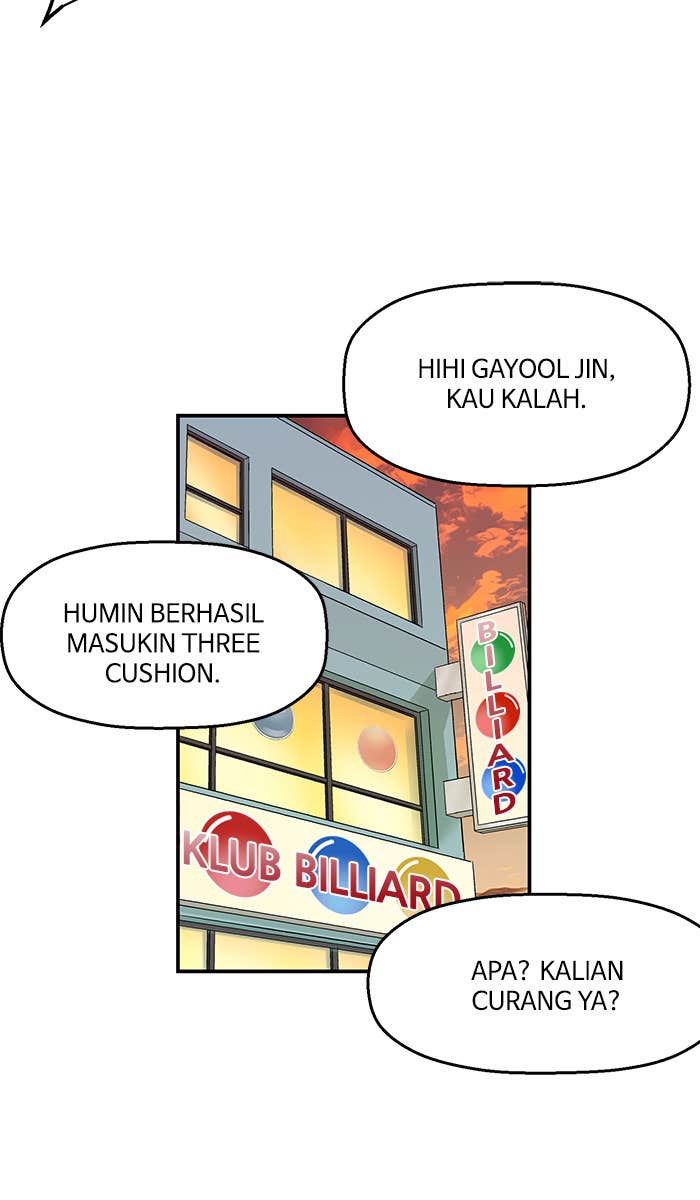 HIHI GAYOOL JIN,
KAU KALAH.
HUMIN BERHASIL
MASUKIN THREE
CUSHION.
BILLIARD
KLUB BILLIARD
APA? KALIAN
CURANG YA?